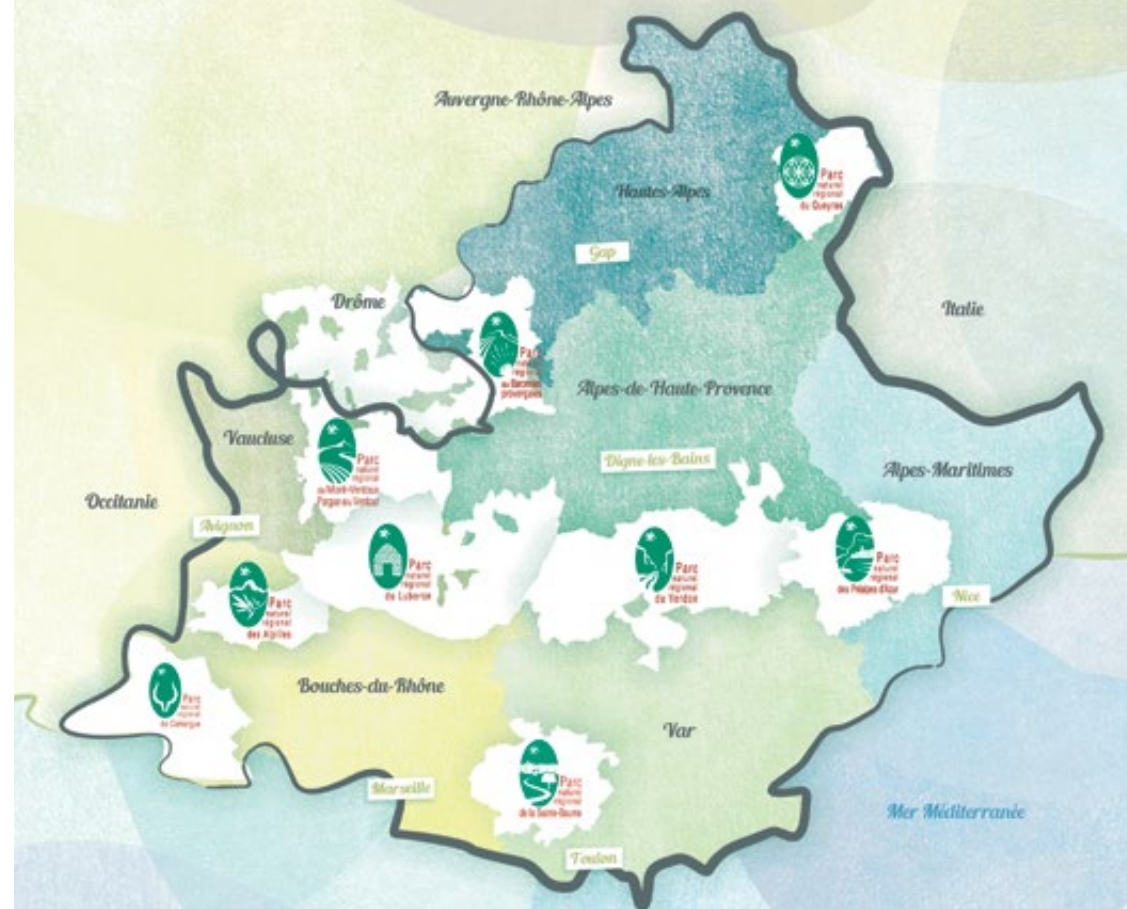 Auvergne-Rhône-Alpes
Parc
naturel
régional
du Queyras
Hautes-Alpes
Gap
Drôme
Italie
Parc
naturel
régional
des Baronnies
provençales
Alpes-de-Haute-Provence
Vaucluse
Parc
naturel
régional
du Mont-Ventoux
Digne-les-Bains
Alpes-Maritimes
Occitanie
Avignon
Parc
naturel
régional
du Luberon
Parc
naturel
régional
du Verdon
Parc
naturel
régional
des Préalpes d'Azur
Parc
naturel
régional
des Alpilles
Nice
Bouches-du-Rhône
Parc
naturel
régional
de Camargue
Var
Parc
naturel
régional
de la Sainte-Baume
Marseille
Mer Méditerranée
Toulon